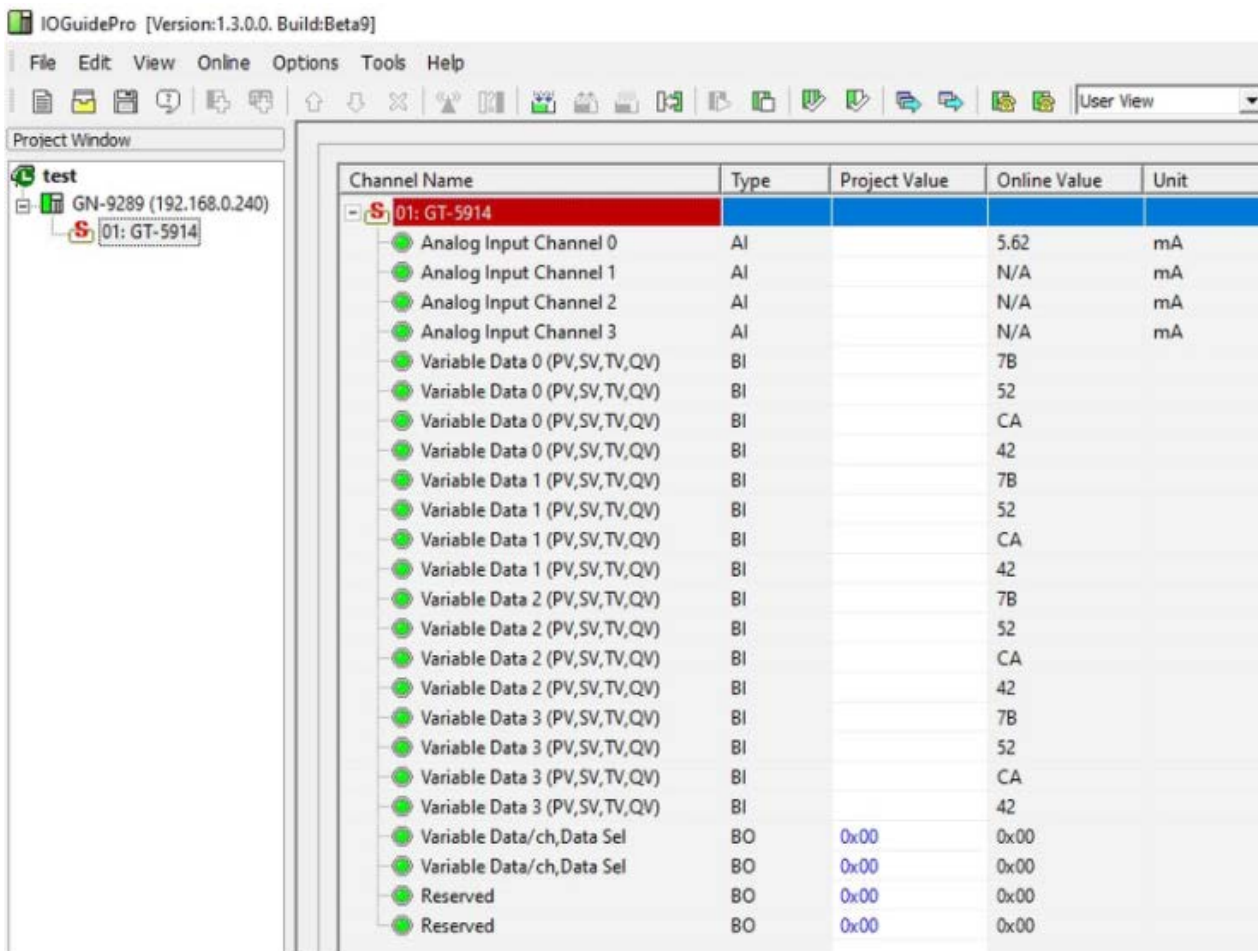 IOGuidePro [Version:1.3.0.0. Build:Beta9]
File Edit View Online Options Tools Help
User View
Project Window
test
GN-9289 (192.168.0.240)
01: GT-5914
Channel Name Type Project Value Online Value Unit
01: GT-5914
Analog Input Channel 0 AI 5.62 mA
Analog Input Channel 1 AI N/A mA
Analog Input Channel 2 AI N/A mA
Analog Input Channel 3 AI N/A mA
Variable Data 0 (PV,SV,TV,QV) BI 7B
Variable Data 0 (PV,SV,TV,QV) BI 52
Variable Data 0 (PV,SV,TV,QV) BI CA
Variable Data 0 (PV,SV,TV,QV) BI 42
Variable Data 1 (PV,SV,TV,QV) BI 7B
Variable Data 1 (PV,SV,TV,QV) BI 52
Variable Data 1 (PV,SV,TV,QV) BI CA
Variable Data 1 (PV,SV,TV,QV) BI 42
Variable Data 2 (PV,SV,TV,QV) BI 7B
Variable Data 2 (PV,SV,TV,QV) BI 52
Variable Data 2 (PV,SV,TV,QV) BI CA
Variable Data 2 (PV,SV,TV,QV) BI 42
Variable Data 3 (PV,SV,TV,QV) BI 7B
Variable Data 3 (PV,SV,TV,QV) BI 52
Variable Data 3 (PV,SV,TV,QV) BI CA
Variable Data 3 (PV,SV,TV,QV) BI 42
Variable Data/ch,Data Sel BO 0x00 0x00
Variable Data/ch,Data Sel BO 0x00 0x00
Reserved BO 0x00 0x00
Reserved BO 0x00 0x00